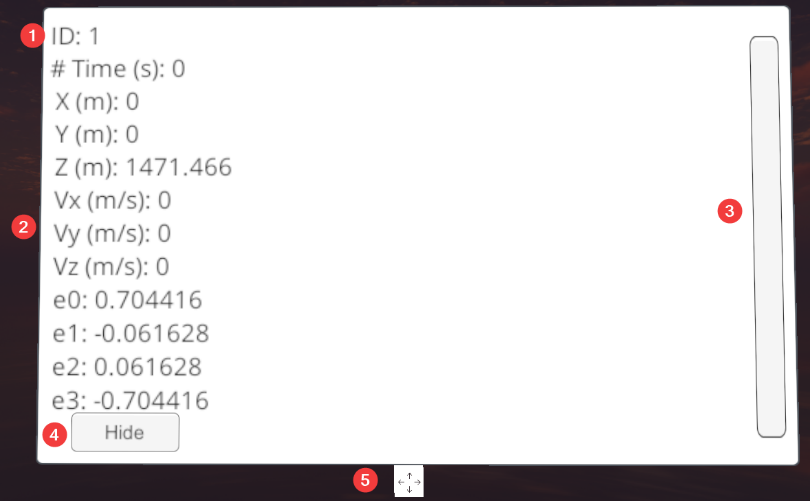 1 ID: 1
# Time (s): 0
X (m): 0
Y (m): 0
Z (m): 1471.466
Vx (m/s): 0
2 Vy (m/s): 0
3
Vz (m/s): 0
e0: 0.704416
e1: -0.061628
e2: 0.061628
e3: -0.704416
4 Hide
5